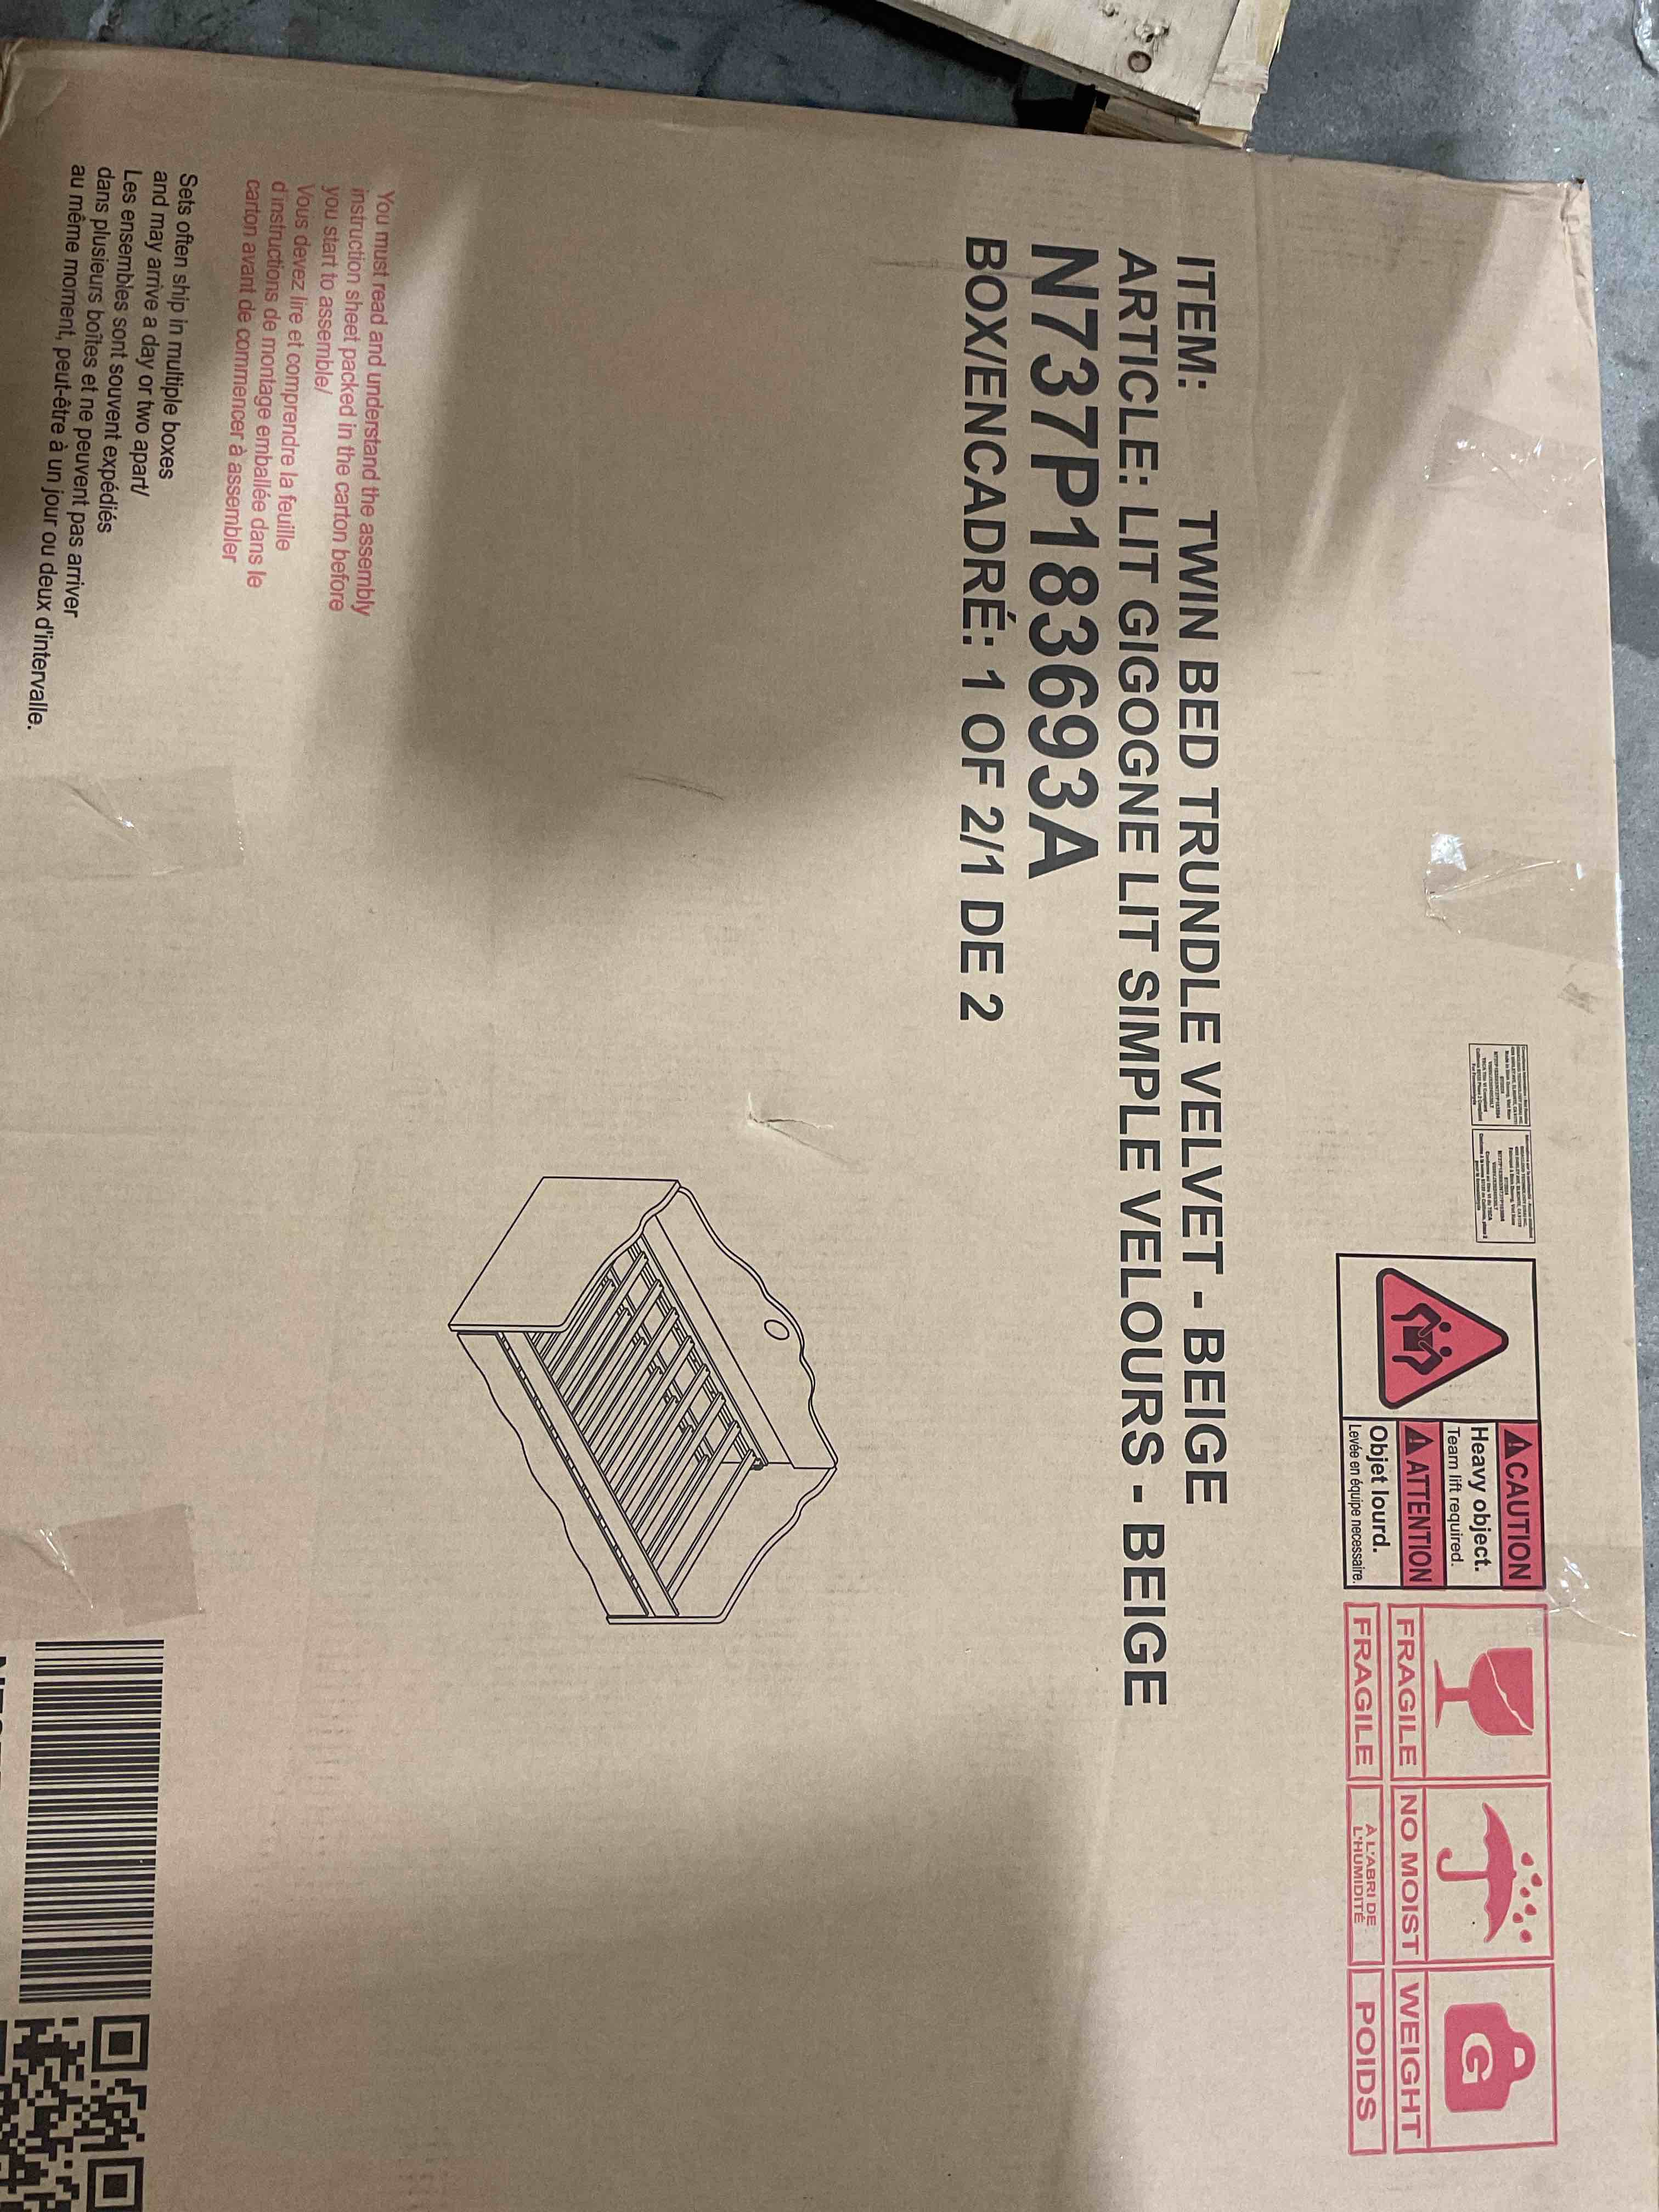 CAUTION
Heavy object.
Team lift required.
ATTENTION
Objet lourd.
Levée en équipe necessaire.
FRAGILE
FRAGILE
NO MOIST
À L'ABRI DE
L'HUMIDITÉ
G
WEIGHT
POIDS
ITEM: TWIN BED TRUNDLE VELVET - BEIGE
ARTICLE: LIT GIGOGNE LIT SIMPLE VELOURS - BEIGE
N737P183693A
BOX/ENCADRÉ: 1 OF 2/1 DE 2
You must read and understand the assembly
instruction sheet packed in the carton before
you start to assemble/
Vous devez lire et comprendre la feuille
d'instructions de montage emballée dans le
carton avant de commencer à assembler
Sets often ship in multiple boxes
and may arrive a day or two apart/
Les ensembles sont souvent expédiés
dans plusieurs boîtes et ne peuvent pas arriver
au même moment, peut-être à un jour ou deux d'intervalle.